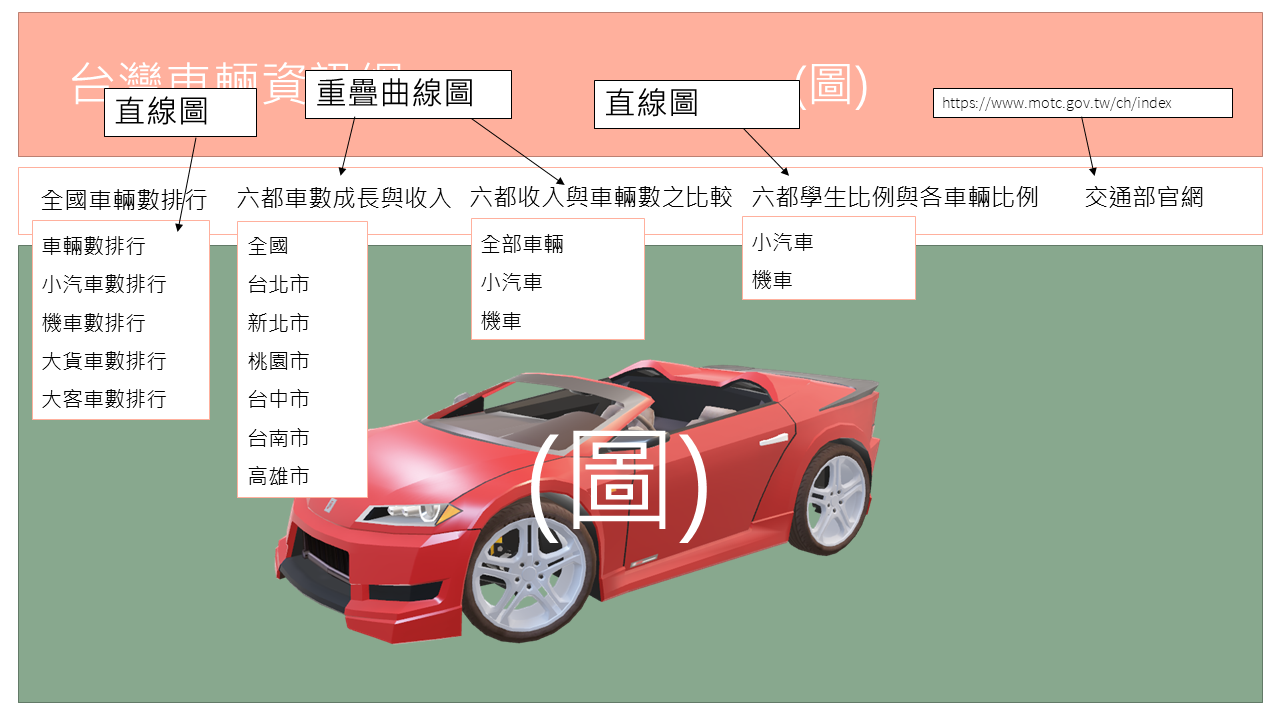 台灣車輛資訊網
(圖)
直線圖
重疊曲線圖
直線圖
https://www.motc.gov.tw/ch/index
全國車輛數排行
六都車數成長與收入
六都收入與車輛數之比較
六都學生比例與各車輛比例
交通部官網
車輛數排行
小汽車數排行
機車數排行
大貨車數排行
大客車數排行
全國
台北市
新北市
桃園市
台中市
台南市
高雄市
全部車輛
小汽車
機車
小汽車
機車
(圖)